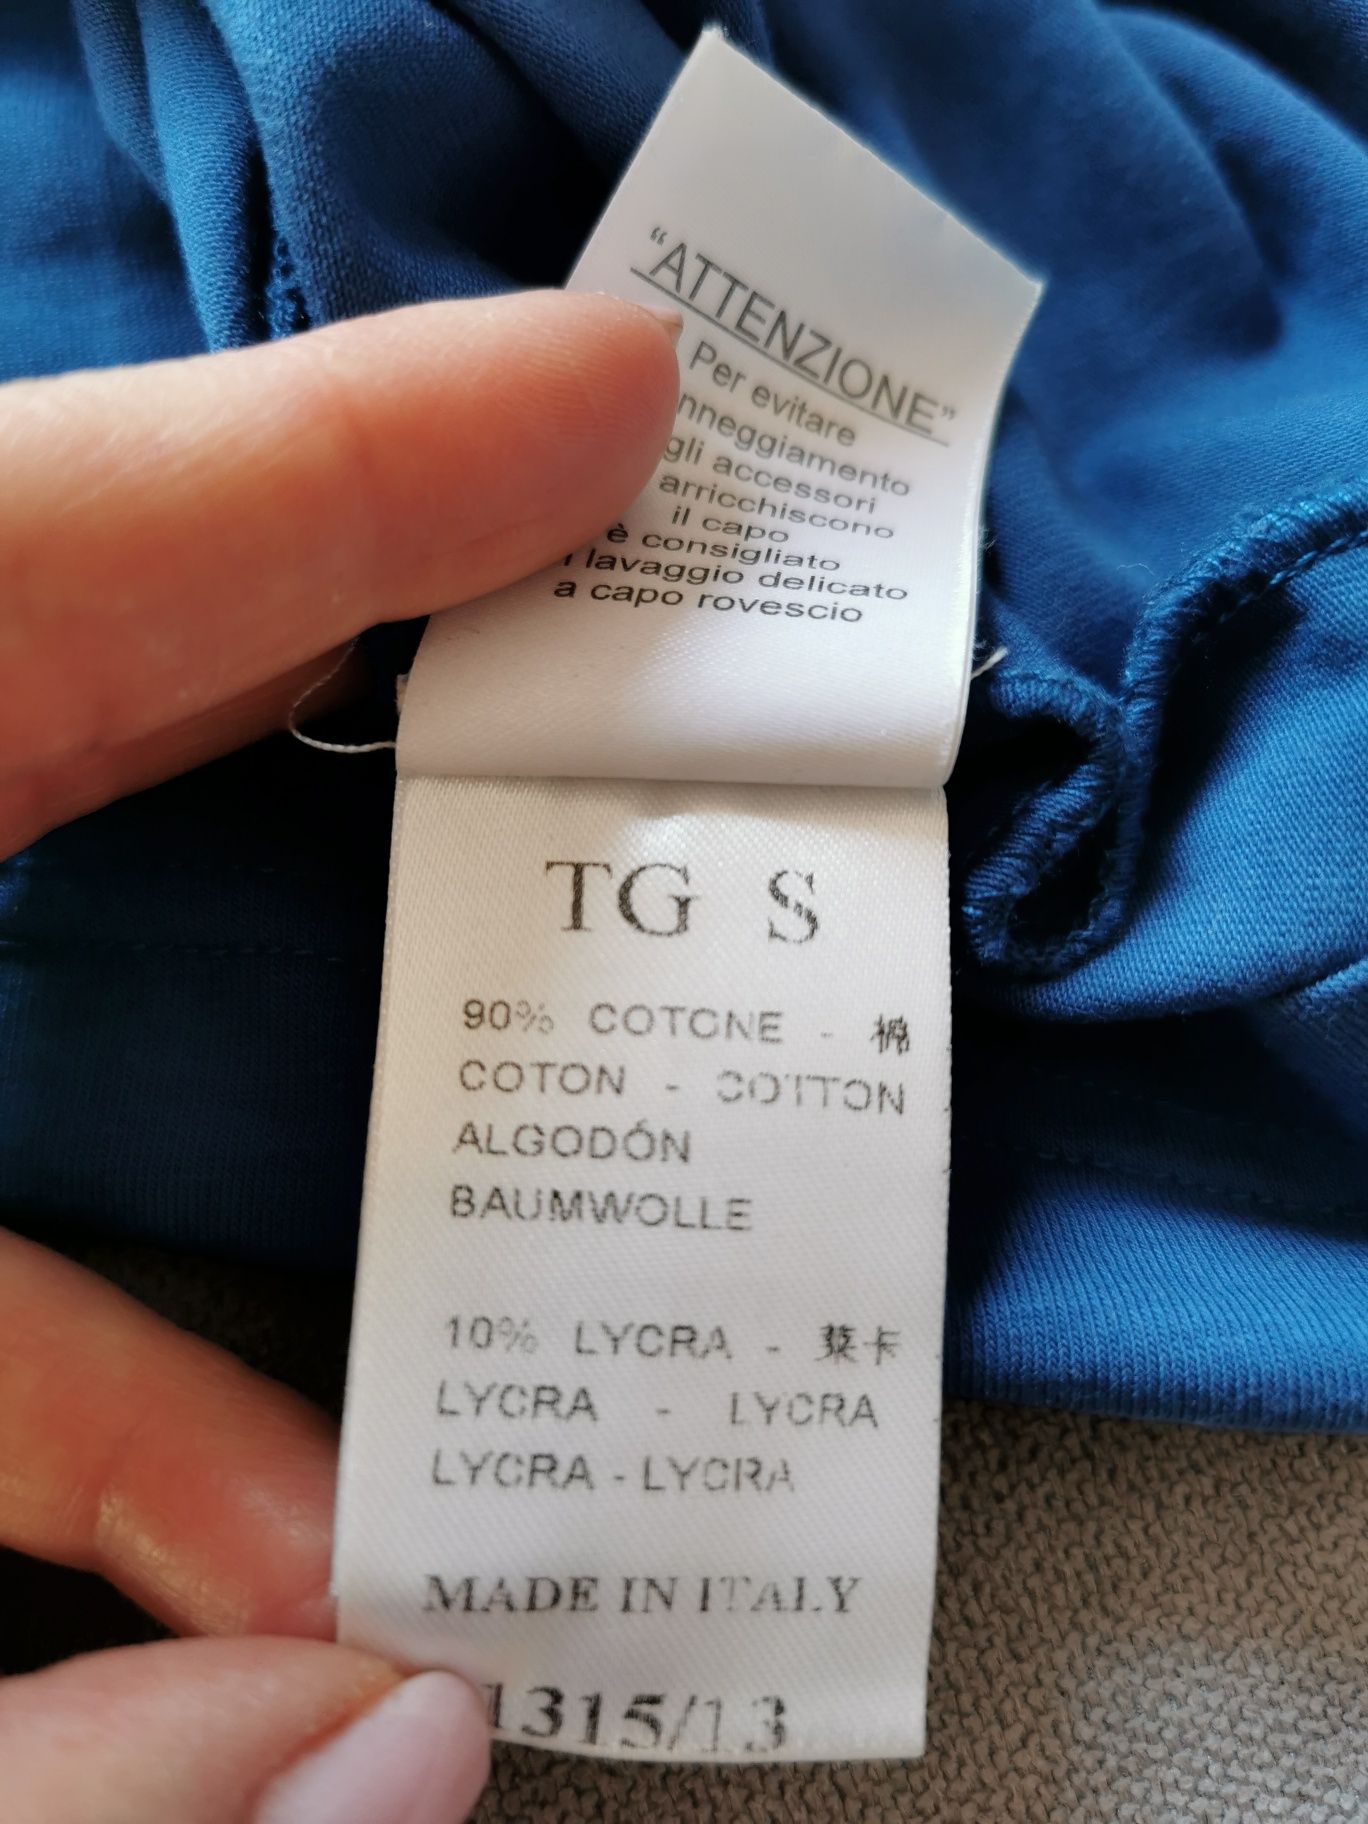 "ATTENZIONE"
Per evitare
nneggiamento
gli accessori
arricchiscono
il capo
è consigliato
l lavaggio delicato
a capo rovescio
TG S
90% COTONE - 棉
COTON - COTTON
ALGODÓN
BAUMWOLLE
10% LYCRA - 莱卡
LYCRA - LYCRA -
LYCRA - LYCRA
MADE IN ITALY
1315/13